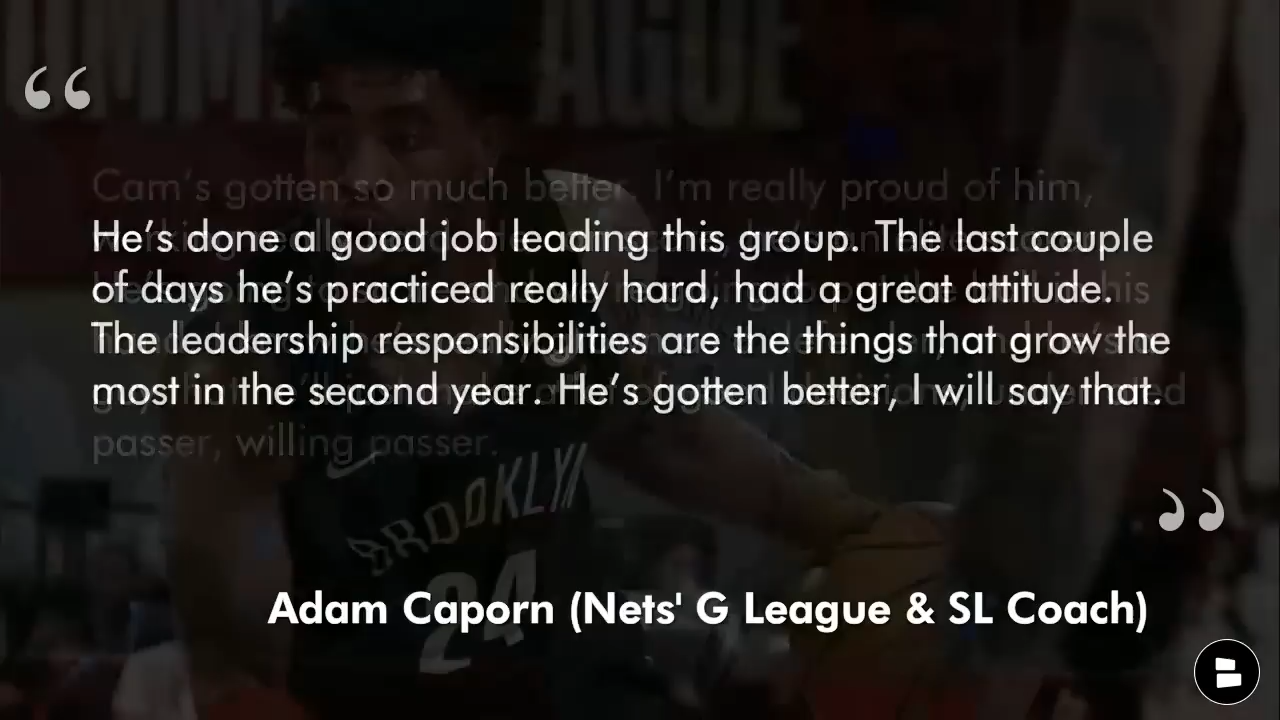 “
Cam’s gotten so much better, I’m really proud of him,
He’s done a good job leading this group. The last couple
of days he’s practiced really hard, had a great attitude.
The leadership responsibilities are the things that grow the
most in the second year. He’s gotten better, I will say that.
passer, willing passer.
BROOKLYN
24
”
Adam Caporn (Nets' G League & SL Coach)